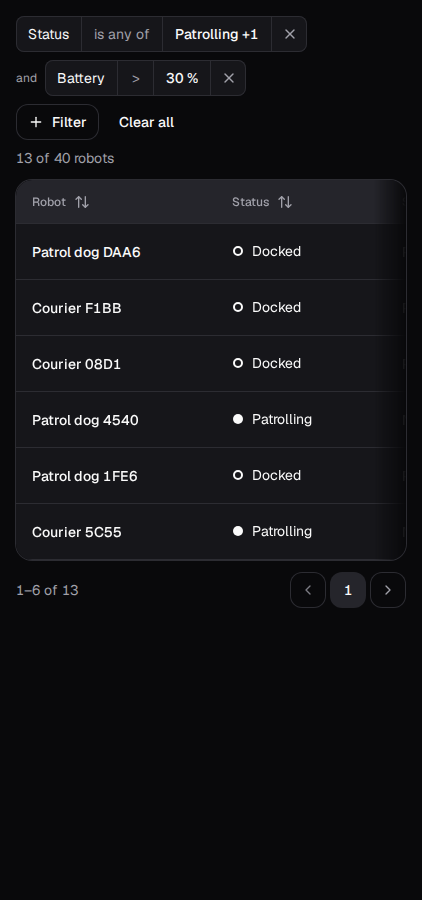 Status is any of Patrolling +1
and Battery > 30 %
Filter Clear all
13 of 40 robots
Robot Status
Patrol dog DAA6 Docked
Courier F1BB Docked
Courier 08D1 Docked
Patrol dog 4540 Patrolling
Patrol dog 1FE6 Docked
Courier 5C55 Patrolling
1–6 of 13 1